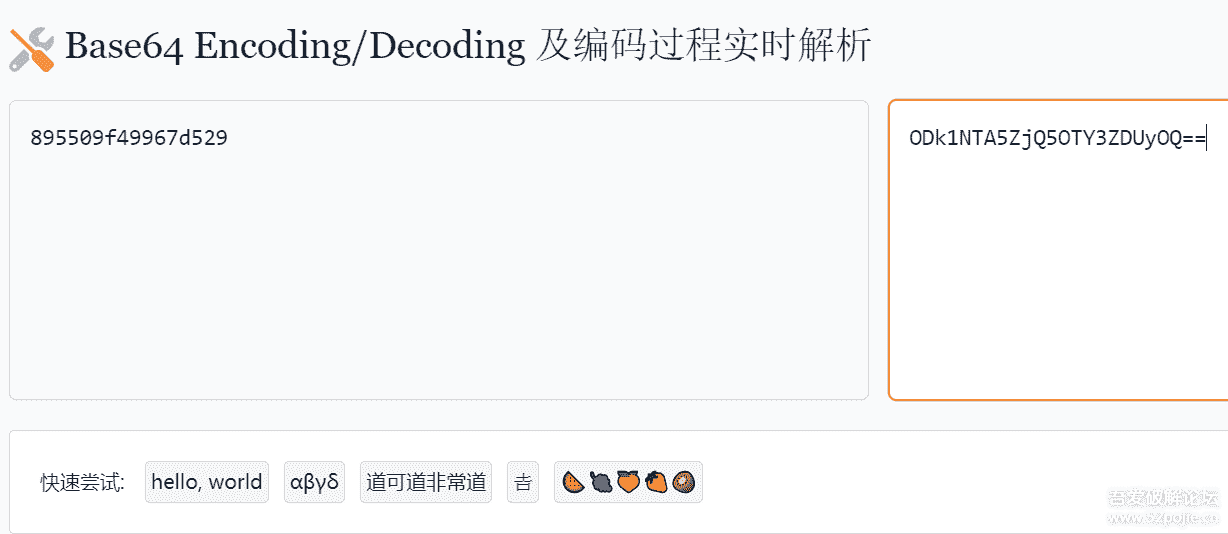 Base64 Encoding/Decoding 及编码过程实时解析
895509f49967d529
ODk1NTA5ZjQ5OTY3ZDUyOQ==
快速尝试: hello, world αβγδ 道可道非常道 𠮷
吾爱破解论坛
www.52pojie.cn